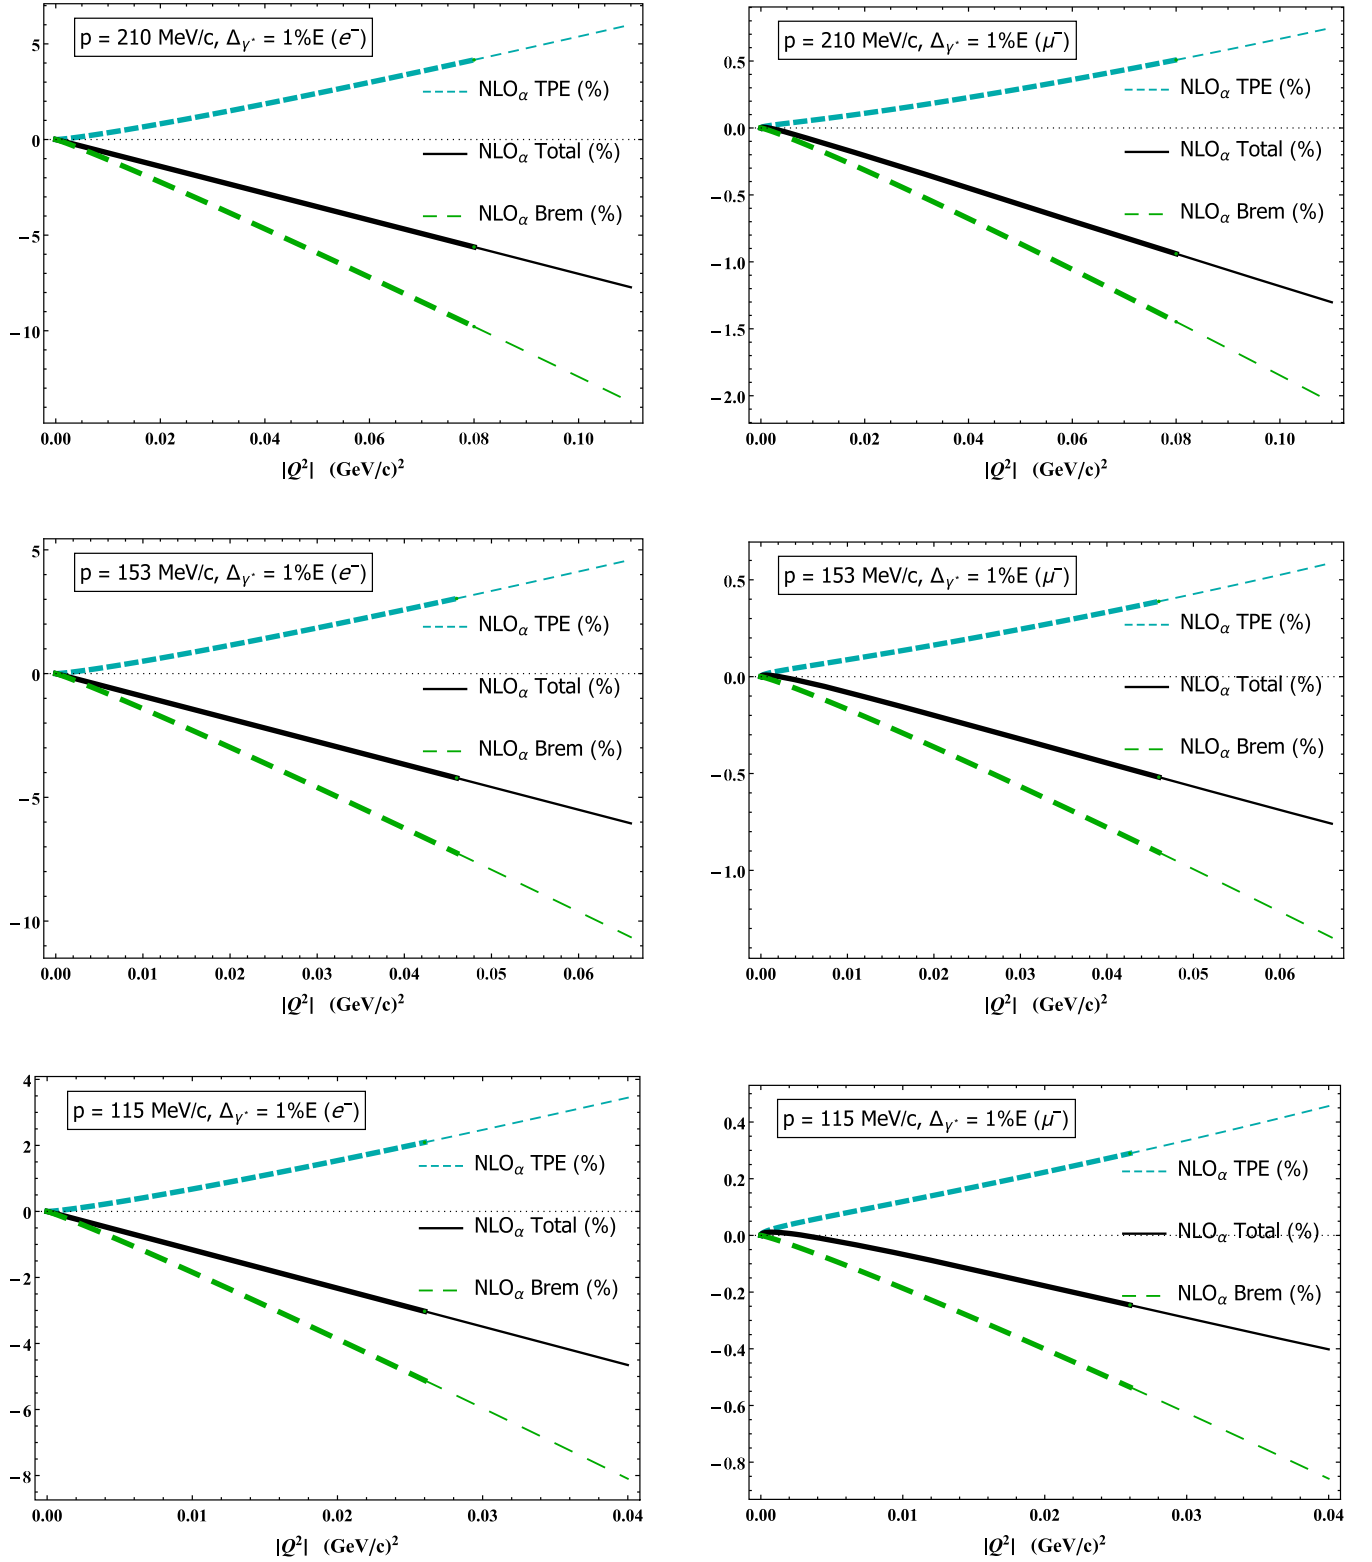 p = 210 MeV/c, Δγ* = 1%E (e⁻)
NLOα TPE (%)
NLOα Total (%)
NLOα Brem (%)
5
0
−5
−10
0.00 0.02 0.04 0.06 0.08 0.10
|Q²| (GeV/c)²
p = 210 MeV/c, Δγ* = 1%E (μ⁻)
NLOα TPE (%)
NLOα Total (%)
NLOα Brem (%)
0.5
0.0
−0.5
−1.0
−1.5
−2.0
0.00 0.02 0.04 0.06 0.08 0.10
|Q²| (GeV/c)²
p = 153 MeV/c, Δγ* = 1%E (e⁻)
NLOα TPE (%)
NLOα Total (%)
NLOα Brem (%)
5
0
−5
−10
0.00 0.01 0.02 0.03 0.04 0.05 0.06
|Q²| (GeV/c)²
p = 153 MeV/c, Δγ* = 1%E (μ⁻)
NLOα TPE (%)
NLOα Total (%)
NLOα Brem (%)
0.5
0.0
−0.5
−1.0
0.00 0.01 0.02 0.03 0.04 0.05 0.06
|Q²| (GeV/c)²
p = 115 MeV/c, Δγ* = 1%E (e⁻)
NLOα TPE (%)
NLOα Total (%)
NLOα Brem (%)
4
2
0
−2
−4
−6
−8
0.00 0.01 0.02 0.03 0.04
|Q²| (GeV/c)²
p = 115 MeV/c, Δγ* = 1%E (μ⁻)
NLOα TPE (%)
NLOα Total (%)
NLOα Brem (%)
0.4
0.2
0.0
−0.2
−0.4
−0.6
−0.8
0.00 0.01 0.02 0.03 0.04
|Q²| (GeV/c)²